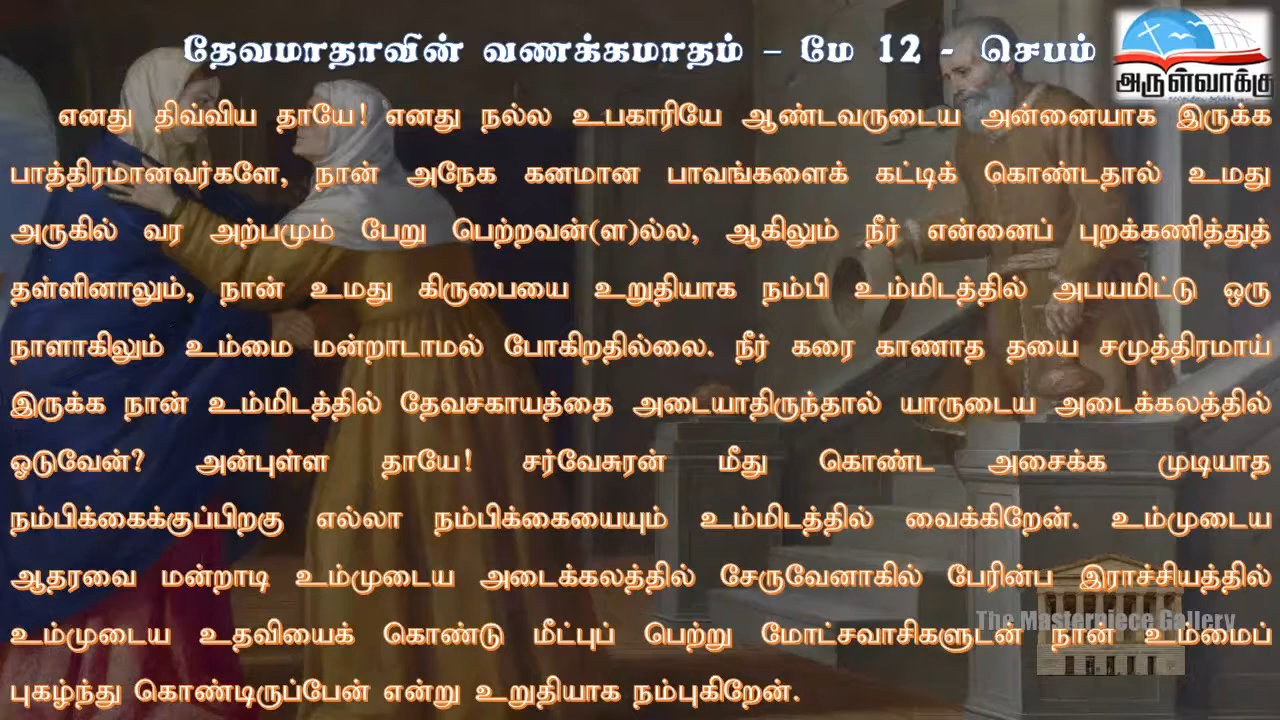 தேவமாதாவின் வணக்கமாதம் – மே 12 - செபம்
அருள்வாக்கு
எனது திவ்விய தாயே! எனது நல்ல உபகாரியே ஆண்டவருடைய அன்னையாக இருக்க
பாத்திரமானவர்களே, நான் அநேக கனமான பாவங்களைக் கட்டிக் கொண்டதால் உமது
அருகில் வர அற்பமும் பேறு பெற்றவன்(ள)ல்ல, ஆகிலும் நீர் என்னைப் புறக்கணித்துத்
தள்ளினாலும், நான் உமது கிருபையை உறுதியாக நம்பி உம்மிடத்தில் அபயமிட்டு ஒரு
நாளாகிலும் உம்மை மன்றாடாமல் போகிறதில்லை. நீர் கரை காணாத தயை சமுத்திரமாய்
இருக்க நான் உம்மிடத்தில் தேவசகாயத்தை அடையாதிருந்தால் யாருடைய அடைக்கலத்தில்
ஓடுவேன்? அன்புள்ள தாயே! சர்வேசுரன் மீது கொண்ட அசைக்க முடியாத
நம்பிக்கைக்குப்பிறகு எல்லா நம்பிக்கையையும் உம்மிடத்தில் வைக்கிறேன். உம்முடைய
ஆதரவை மன்றாடி உம்முடைய அடைக்கலத்தில் சேருவேனாகில் பேரின்ப இராச்சியத்தில்
உம்முடைய உதவியைக் கொண்டு மீட்புப் பெற்று மோட்சவாசிகளுடன் நான் உம்மைப்
புகழ்ந்து கொண்டிருப்பேன் என்று உறுதியாக நம்புகிறேன்.
The Masterpiece Gallery